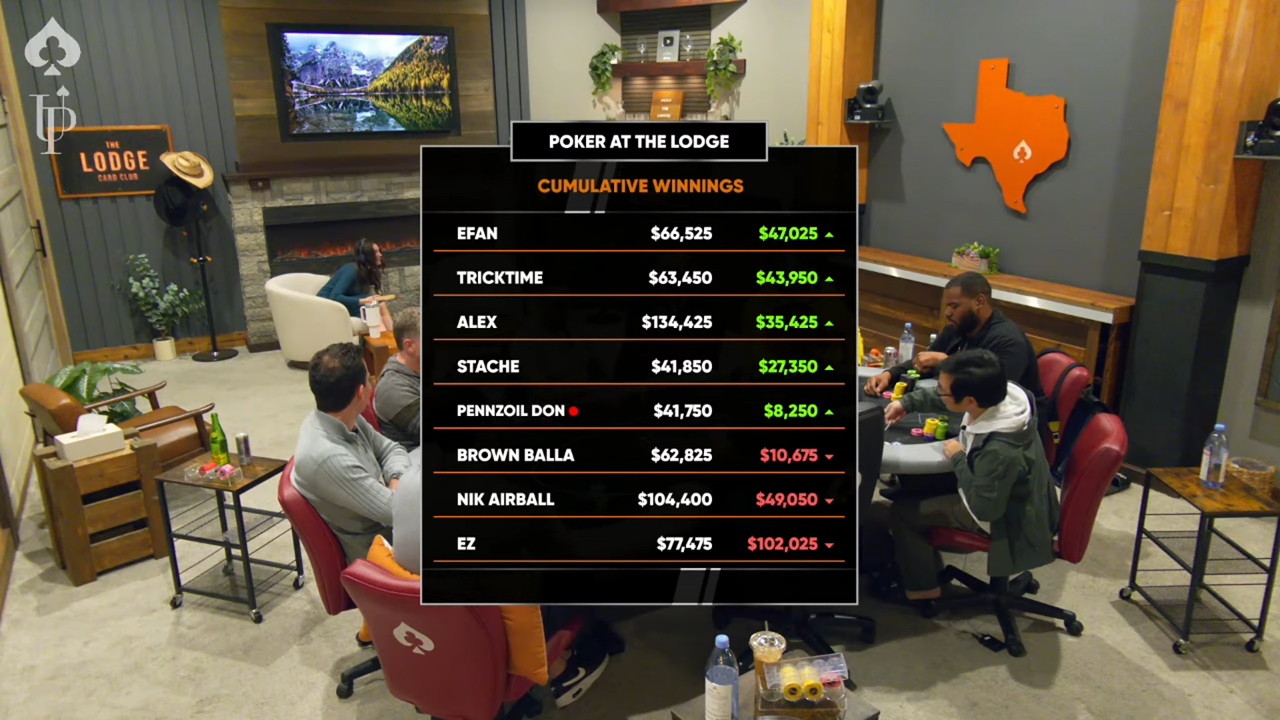 UP
THE
LODGE
CARD CLUB
POKER AT THE LODGE
CUMULATIVE WINNINGS
EFAN $66,525 $47,025
TRICKTIME $63,450 $43,950
ALEX $134,425 $35,425
STACHE $41,850 $27,350
PENNZOIL DON $41,750 $8,250
BROWN BALLA $62,825 $10,675
NIK AIRBALL $104,400 $49,050
EZ $77,475 $102,025